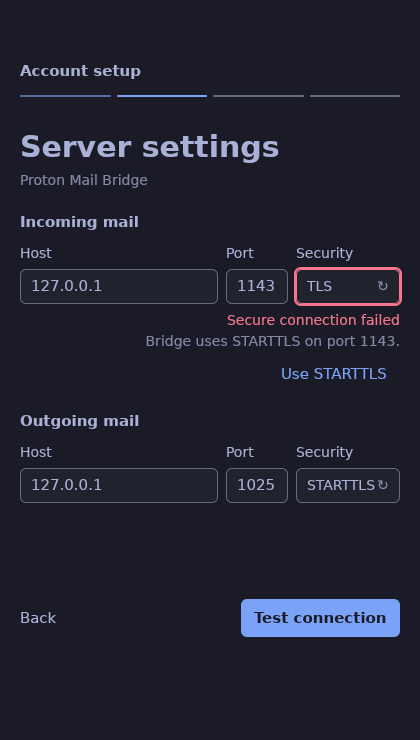 Account setup
Server settings
Proton Mail Bridge
Incoming mail
Host Port Security
127.0.0.1 1143 TLS ↻
Secure connection failed
Bridge uses STARTTLS on port 1143.
Use STARTTLS
Outgoing mail
Host Port Security
127.0.0.1 1025 STARTTLS ↻
Back Test connection